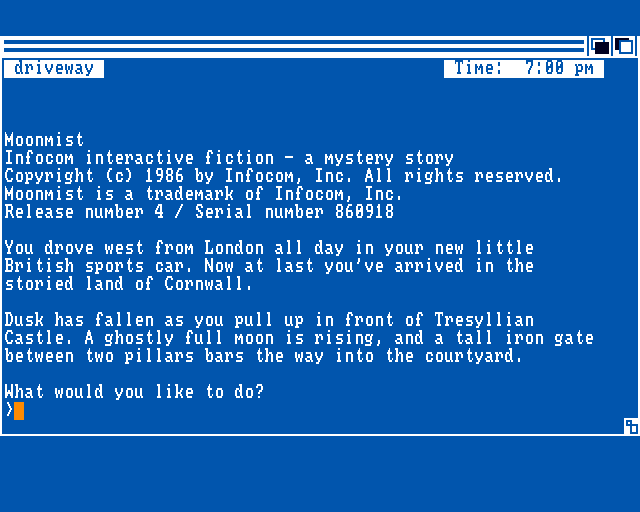 driveway Time: 7:00 pm
Moonmist
Infocom interactive fiction - a mystery story
Copyright (c) 1986 by Infocom, Inc. All rights reserved.
Moonmist is a trademark of Infocom, Inc.
Release number 4 / Serial number 860918
You drove west from London all day in your new little
British sports car. Now at last you've arrived in the
storied land of Cornwall.
Dusk has fallen as you pull up in front of Tresyllian
Castle. A ghostly full moon is rising, and a tall iron gate
between two pillars bars the way into the courtyard.
What would you like to do?
>